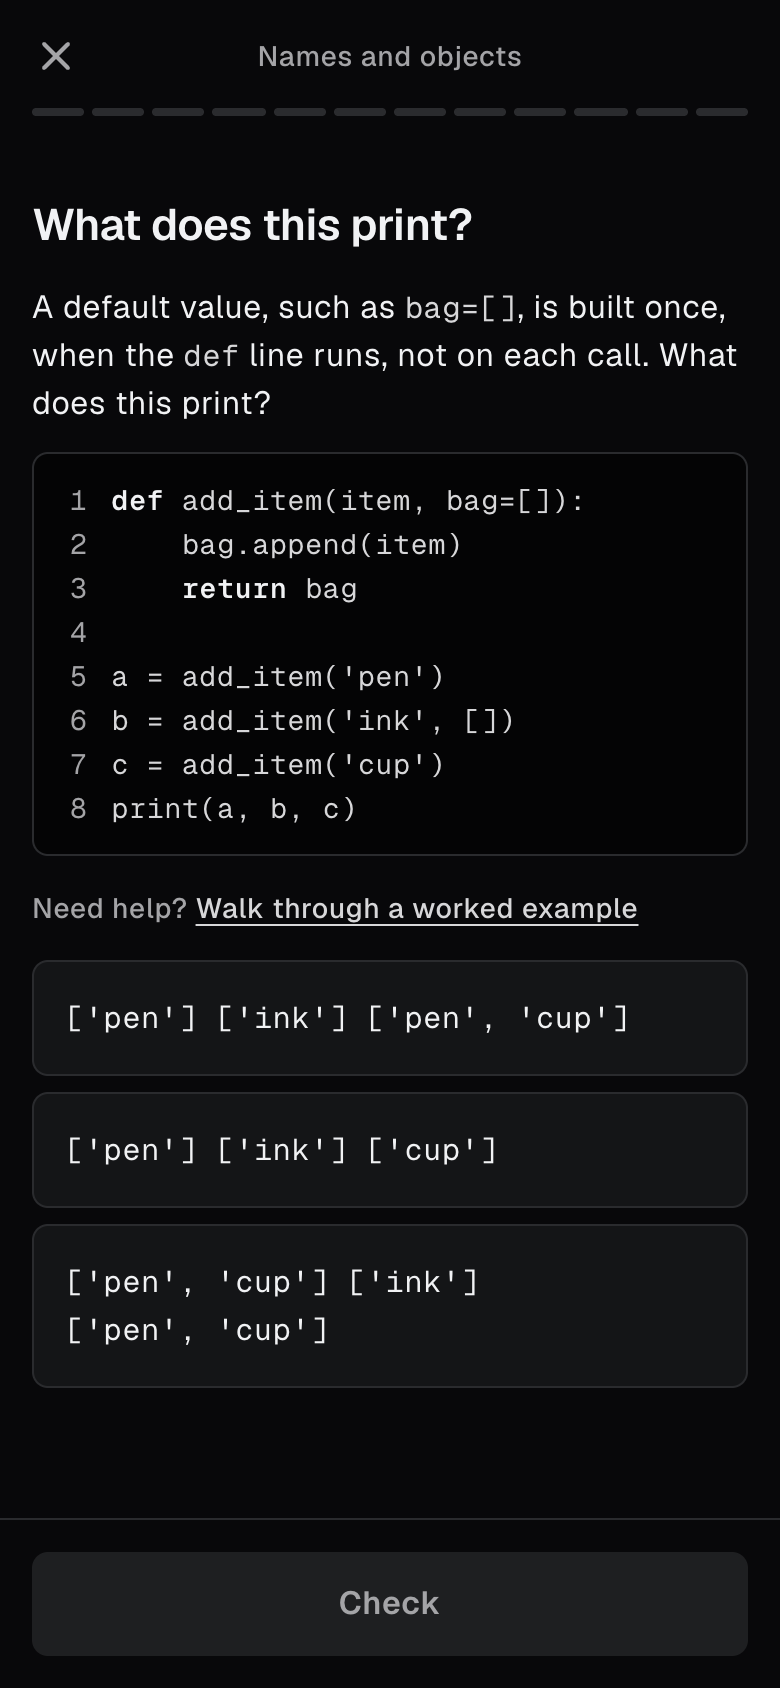 Names and objects
What does this print?
A default value, such as bag=[], is built once,
when the def line runs, not on each call. What
does this print?
1 def add_item(item, bag=[]):
2     bag.append(item)
3     return bag
4
5 a = add_item('pen')
6 b = add_item('ink', [])
7 c = add_item('cup')
8 print(a, b, c)
Need help? Walk through a worked example
['pen'] ['ink'] ['pen', 'cup']
['pen'] ['ink'] ['cup']
['pen', 'cup'] ['ink']
['pen', 'cup']
Check